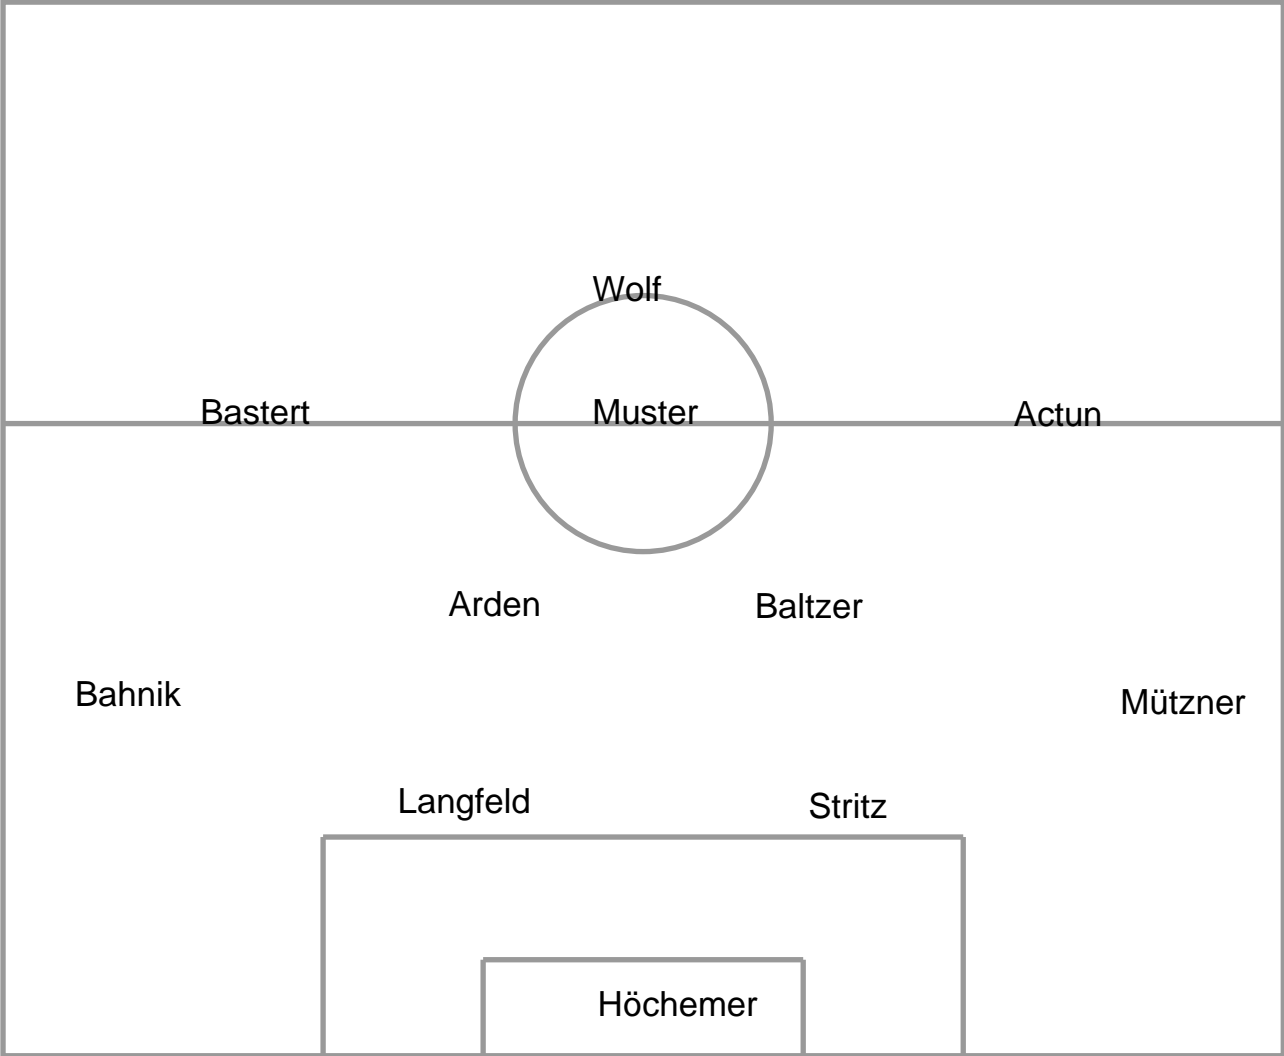 Wolf
Bastert Muster Actun
Arden Baltzer
Bahnik Mützner
Langfeld Stritz
Höchemer